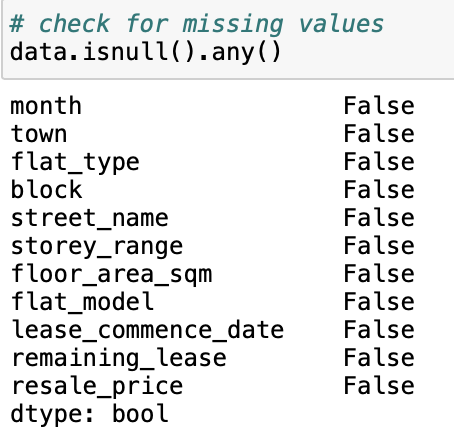 # check for missing values
data.isnull().any()
month False
town False
flat_type False
block False
street_name False
storey_range False
floor_area_sqm False
flat_model False
lease_commence_date False
remaining_lease False
resale_price False
dtype: bool